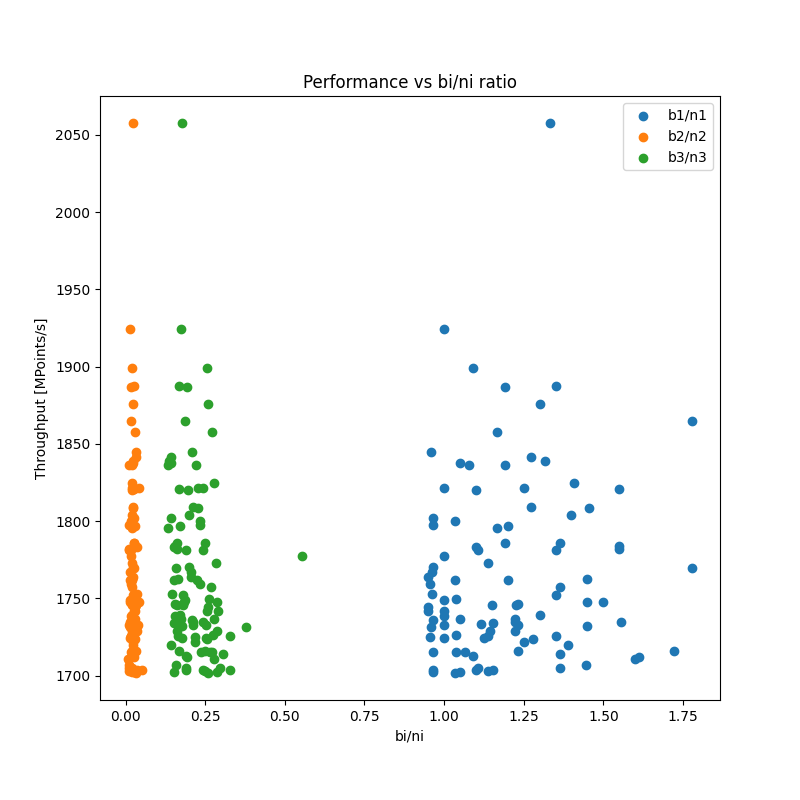 Performance vs bi/ni ratio
b1/n1
b2/n2
b3/n3
Throughput [MPoints/s]
2050
2000
1950
1900
1850
1800
1750
1700
0.00 0.25 0.50 0.75 1.00 1.25 1.50 1.75
bi/ni